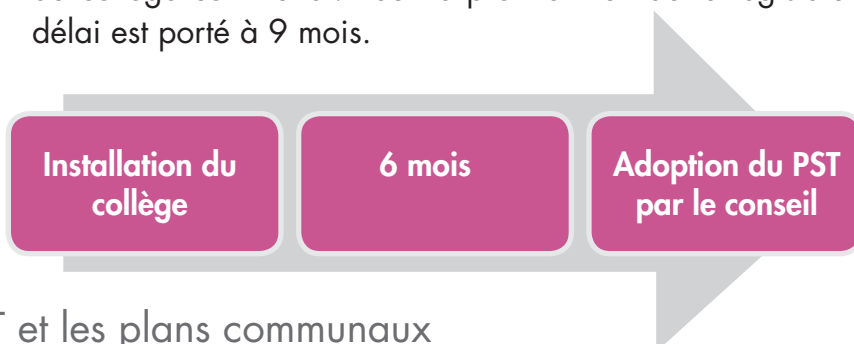 délai est porté à 9 mois.
Installation du
collège
6 mois
Adoption du PST
par le conseil
et les plans communaux